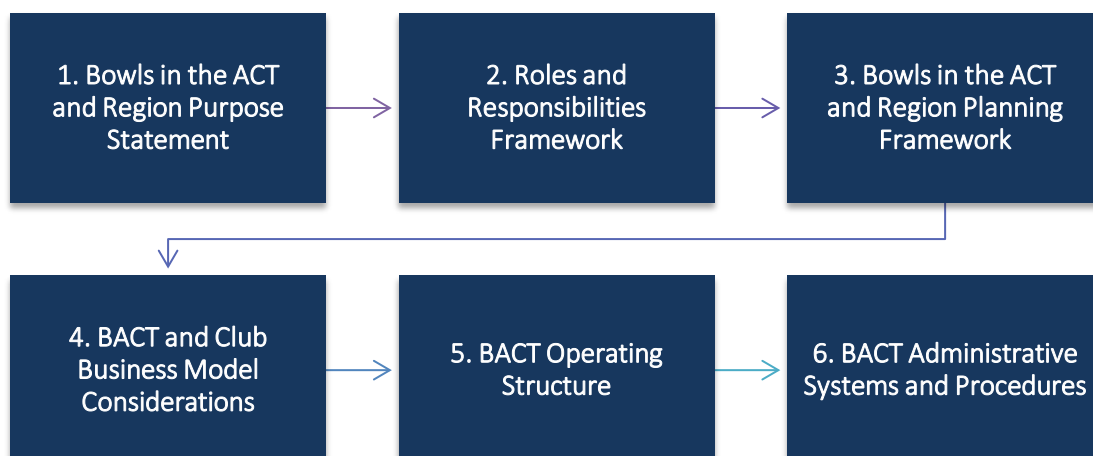 1. Bowls in the ACT
and Region Purpose
Statement
2. Roles and
Responsibilities
Framework
3. Bowls in the ACT
and Region Planning
Framework
4. BACT and Club
Business Model
Considerations
5. BACT Operating
Structure
6. BACT Administrative
Systems and Procedures